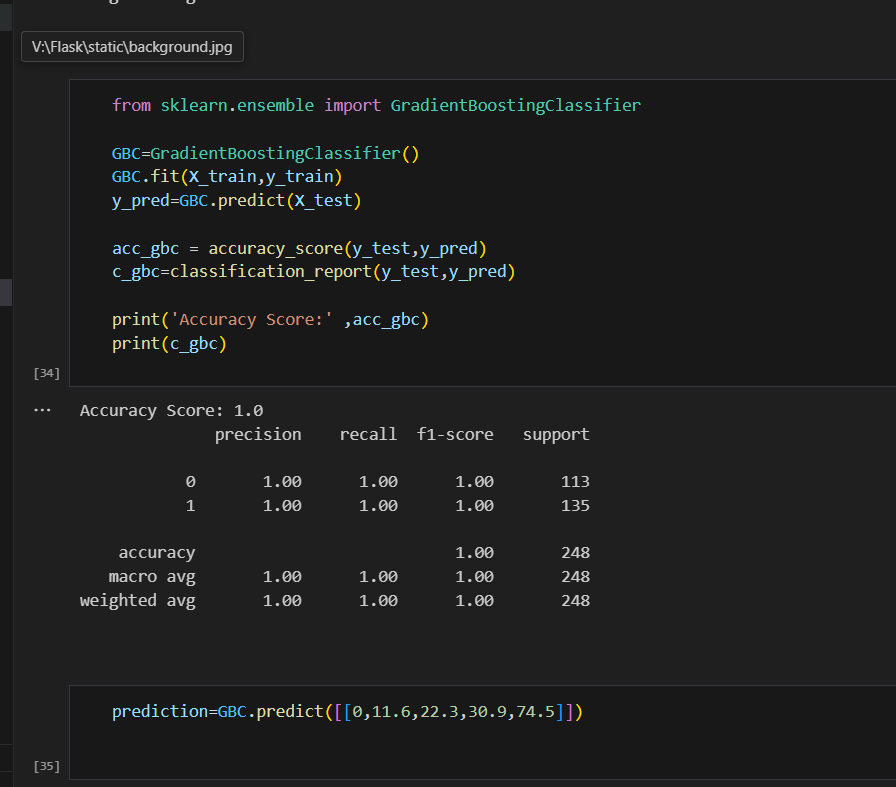 V:\Flask\static\background.jpg
from sklearn.ensemble import GradientBoostingClassifier
GBC=GradientBoostingClassifier()
GBC.fit(X_train,y_train)
y_pred=GBC.predict(X_test)
acc_gbc = accuracy_score(y_test,y_pred)
c_gbc=classification_report(y_test,y_pred)
print('Accuracy Score:' ,acc_gbc)
print(c_gbc)
[34]
... Accuracy Score: 1.0
precision recall f1-score support
0 1.00 1.00 1.00 113
1 1.00 1.00 1.00 135
accuracy 1.00 248
macro avg 1.00 1.00 1.00 248
weighted avg 1.00 1.00 1.00 248
prediction=GBC.predict([[0,11.6,22.3,30.9,74.5]])
[35]